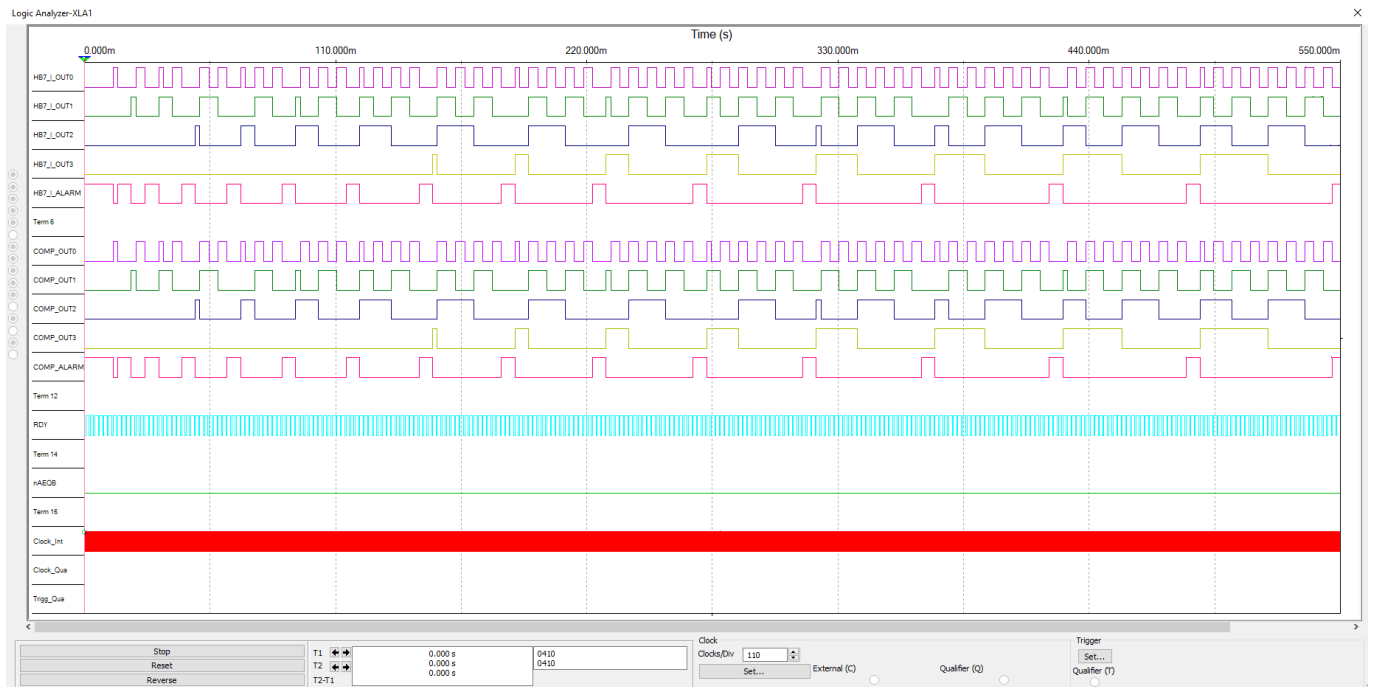 Logic Analyzer-XLA1
Time (s)
0.000m 110.000m 220.000m 330.000m 440.000m 550.000m
HB7_I_OUT0
HB7_I_OUT1
HB7_I_OUT2
HB7_I_OUT3
HB7_I_ALARM
Term 6
COMP_OUT0
COMP_OUT1
COMP_OUT2
COMP_OUT3
COMP_ALARM
Term 12
RDY
Term 14
nAEQB
Term 16
Clock_Int
Clock_Qua
Trigg_Qua
Stop
Reset
Reverse
T1 0.000 s 0410
T2 0.000 s 0410
T2-T1 0.000 s
Clock
Clocks/Div 110
Set...
External (C)
Qualifier (Q)
Trigger
Set...
Qualifier (T)